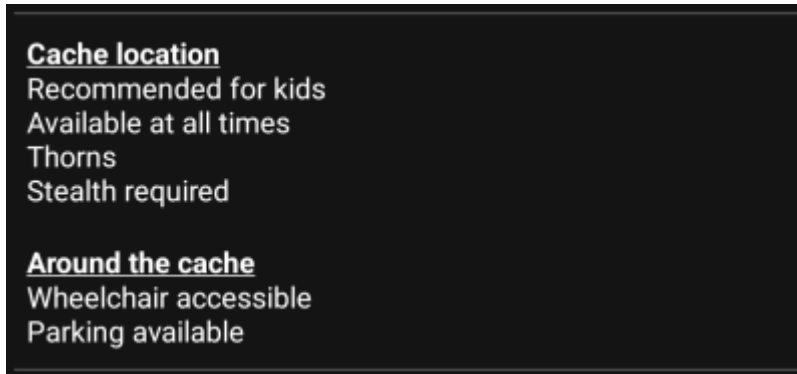 Cache location
Recommended for kids
Available at all times
Thorns
Stealth required
Around the cache
Wheelchair accessible
Parking available